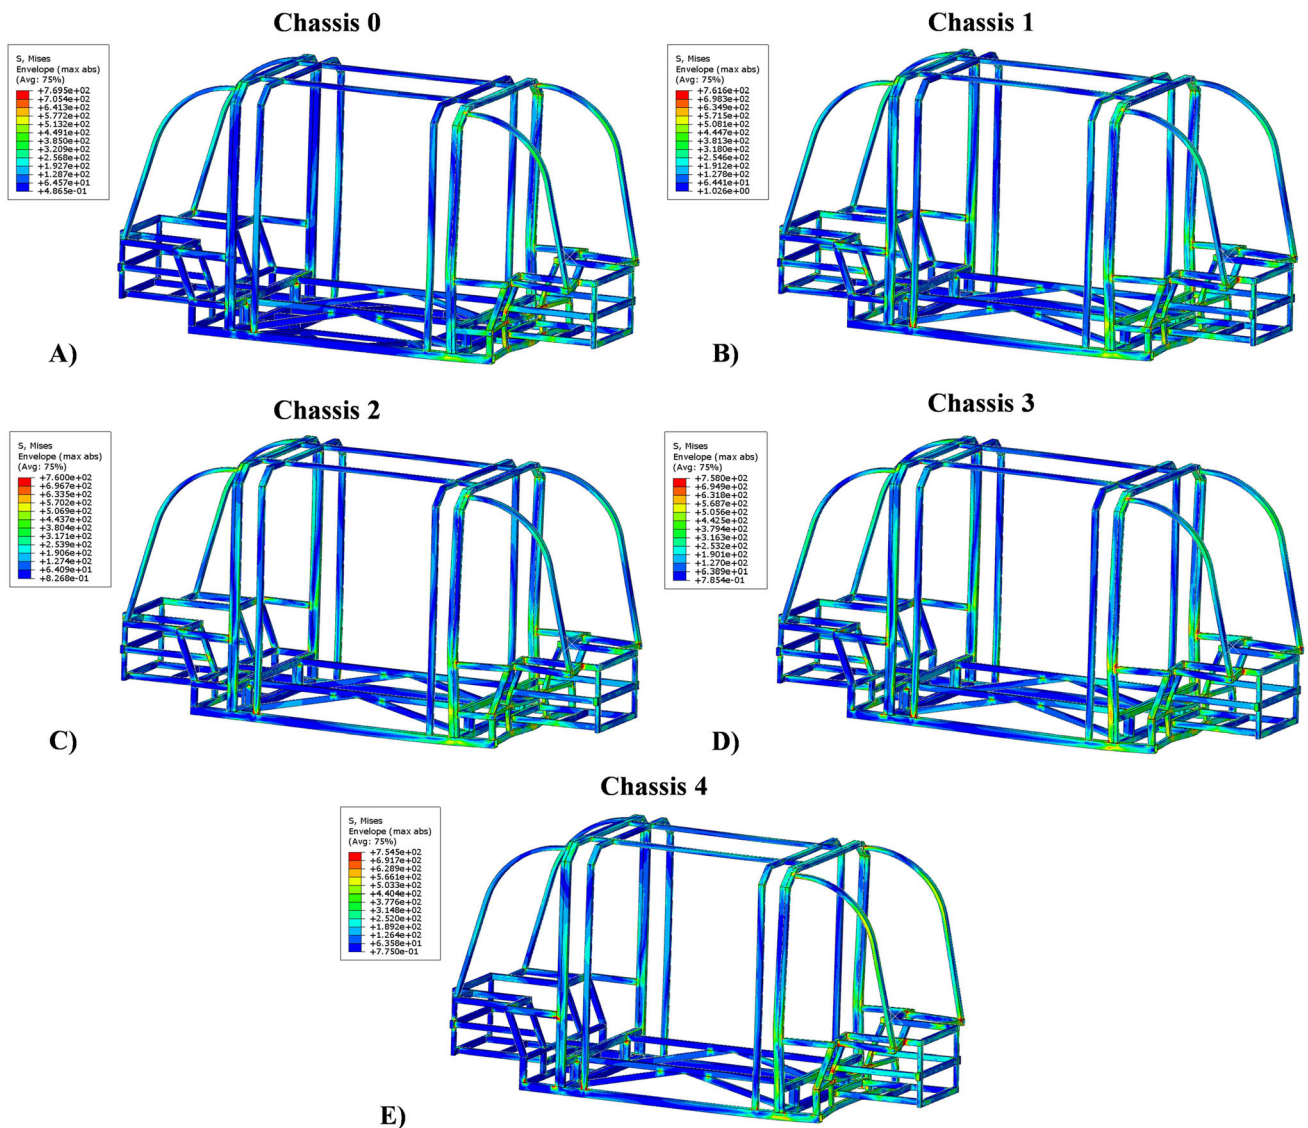 Chassis 0
S, Mises
Envelope (max abs)
(Avg: 75%)
+7.695e+02
+7.054e+02
+6.413e+02
+5.772e+02
+5.132e+02
+4.491e+02
+3.850e+02
+3.209e+02
+2.568e+02
+1.927e+02
+1.287e+02
+6.457e+01
+4.865e-01
A)
Chassis 1
S, Mises
Envelope (max abs)
(Avg: 75%)
+7.616e+02
+6.983e+02
+6.349e+02
+5.715e+02
+5.081e+02
+4.447e+02
+3.813e+02
+3.180e+02
+2.546e+02
+1.912e+02
+1.278e+02
+6.441e+01
+1.026e+00
B)
Chassis 2
S, Mises
Envelope (max abs)
(Avg: 75%)
+7.600e+02
+6.967e+02
+6.335e+02
+5.702e+02
+5.069e+02
+4.437e+02
+3.804e+02
+3.171e+02
+2.539e+02
+1.906e+02
+1.274e+02
+6.409e+01
+8.268e-01
C)
Chassis 3
S, Mises
Envelope (max abs)
(Avg: 75%)
+7.580e+02
+6.949e+02
+6.318e+02
+5.687e+02
+5.056e+02
+4.425e+02
+3.794e+02
+3.163e+02
+2.532e+02
+1.901e+02
+1.270e+02
+6.389e+01
+7.854e-01
D)
Chassis 4
S, Mises
Envelope (max abs)
(Avg: 75%)
+7.545e+02
+6.917e+02
+6.289e+02
+5.661e+02
+5.033e+02
+4.404e+02
+3.776e+02
+3.148e+02
+2.520e+02
+1.892e+02
+1.264e+02
+6.358e+01
+7.750e-01
E)